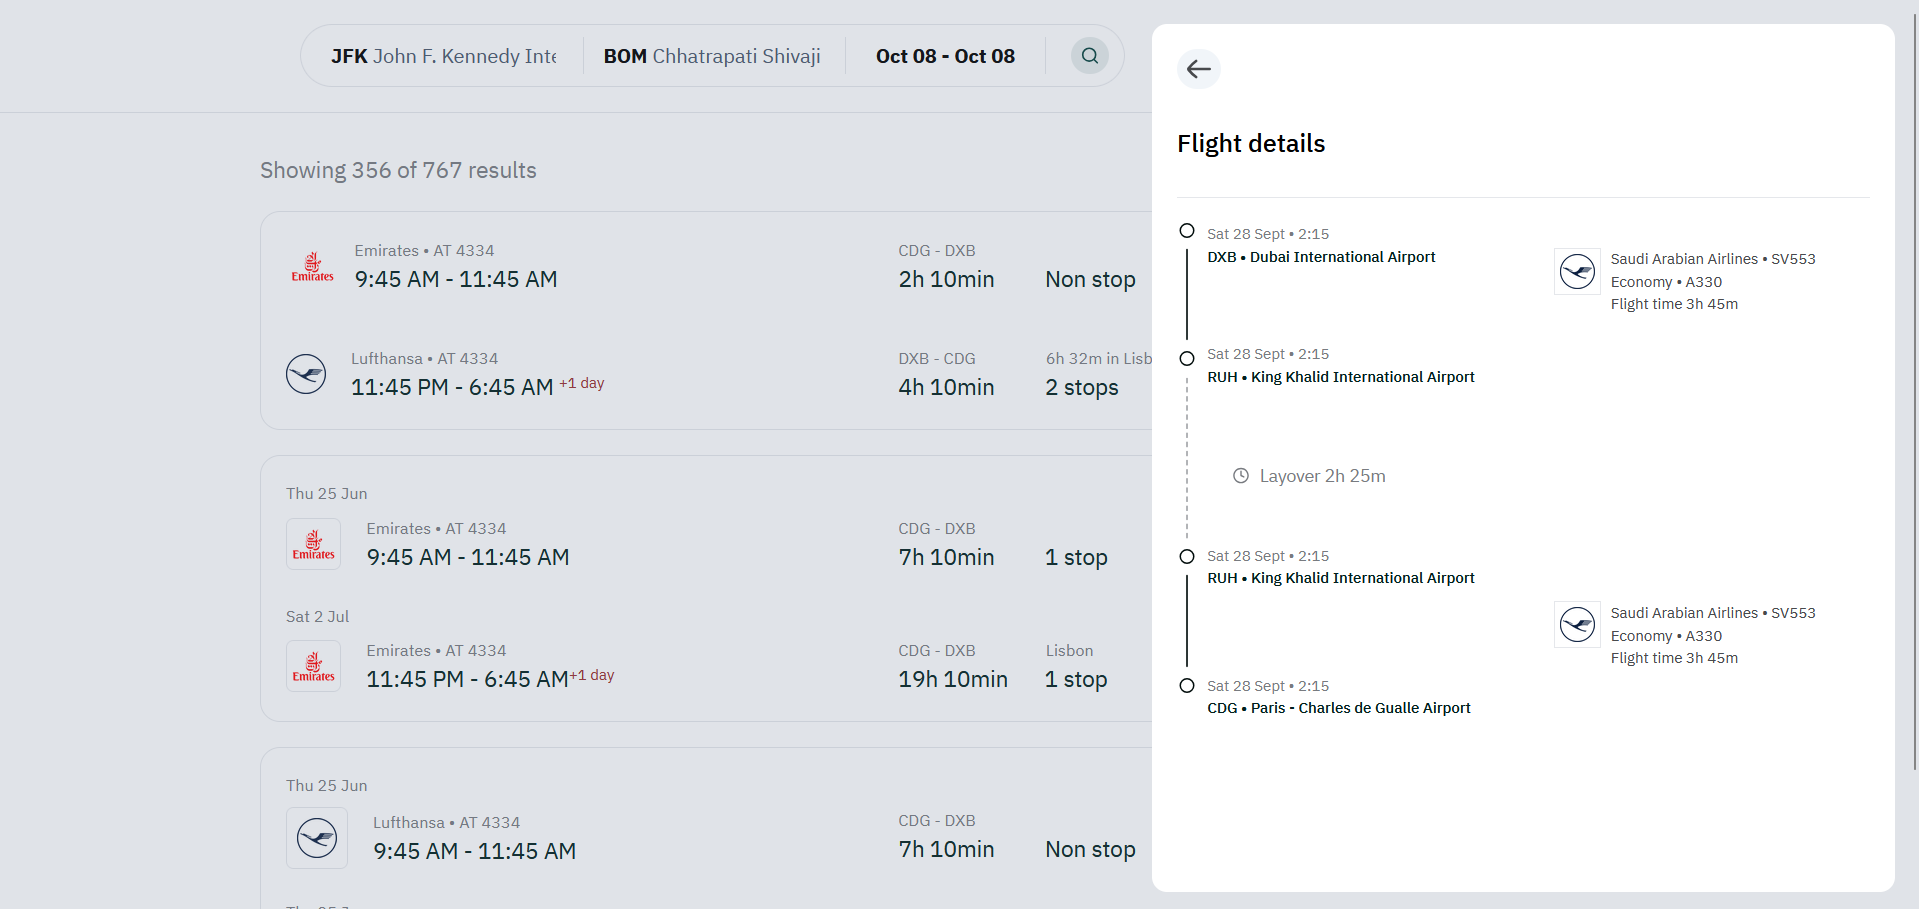 JFK John F. Kennedy Inte
BOM Chhatrapati Shivaji
Oct 08 - Oct 08
Showing 356 of 767 results
Emirates
Emirates • AT 4334
9:45 AM - 11:45 AM
CDG - DXB
2h 10min
Non stop
Lufthansa • AT 4334
11:45 PM - 6:45 AM +1 day
DXB - CDG
4h 10min
6h 32m in Lisb
2 stops
Thu 25 Jun
Emirates
Emirates • AT 4334
9:45 AM - 11:45 AM
CDG - DXB
7h 10min
1 stop
Sat 2 Jul
Emirates
Emirates • AT 4334
11:45 PM - 6:45 AM+1 day
CDG - DXB
19h 10min
Lisbon
1 stop
Thu 25 Jun
Lufthansa • AT 4334
9:45 AM - 11:45 AM
CDG - DXB
7h 10min
Non stop
Flight details
Sat 28 Sept • 2:15
DXB • Dubai International Airport
Saudi Arabian Airlines • SV553
Economy • A330
Flight time 3h 45m
Sat 28 Sept • 2:15
RUH • King Khalid International Airport
Layover 2h 25m
Sat 28 Sept • 2:15
RUH • King Khalid International Airport
Saudi Arabian Airlines • SV553
Economy • A330
Flight time 3h 45m
Sat 28 Sept • 2:15
CDG • Paris - Charles de Gualle Airport